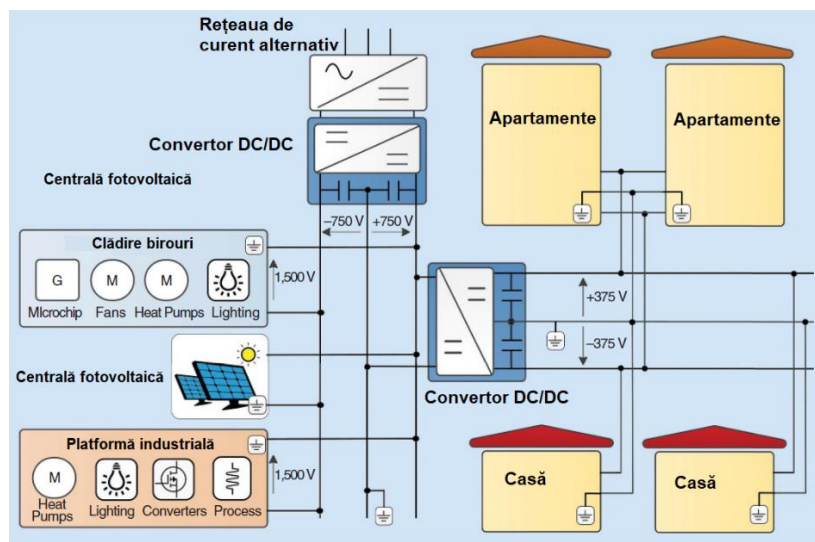 Rețeaua de
curent alternativ
Convertor DC/DC
Centrală fotovoltaică
–750 V
+750 V
Clădire birouri
G
M
M
MIcrochip
Fans
Heat Pumps
Lighting
1,500 V
Centrală fotovoltaică
Platformă industrială
M
Heat
Pumps
Lighting
Converters
Process
1,500 V
Apartamente
Apartamente
+375 V
–375 V
Convertor DC/DC
Casă
Casă